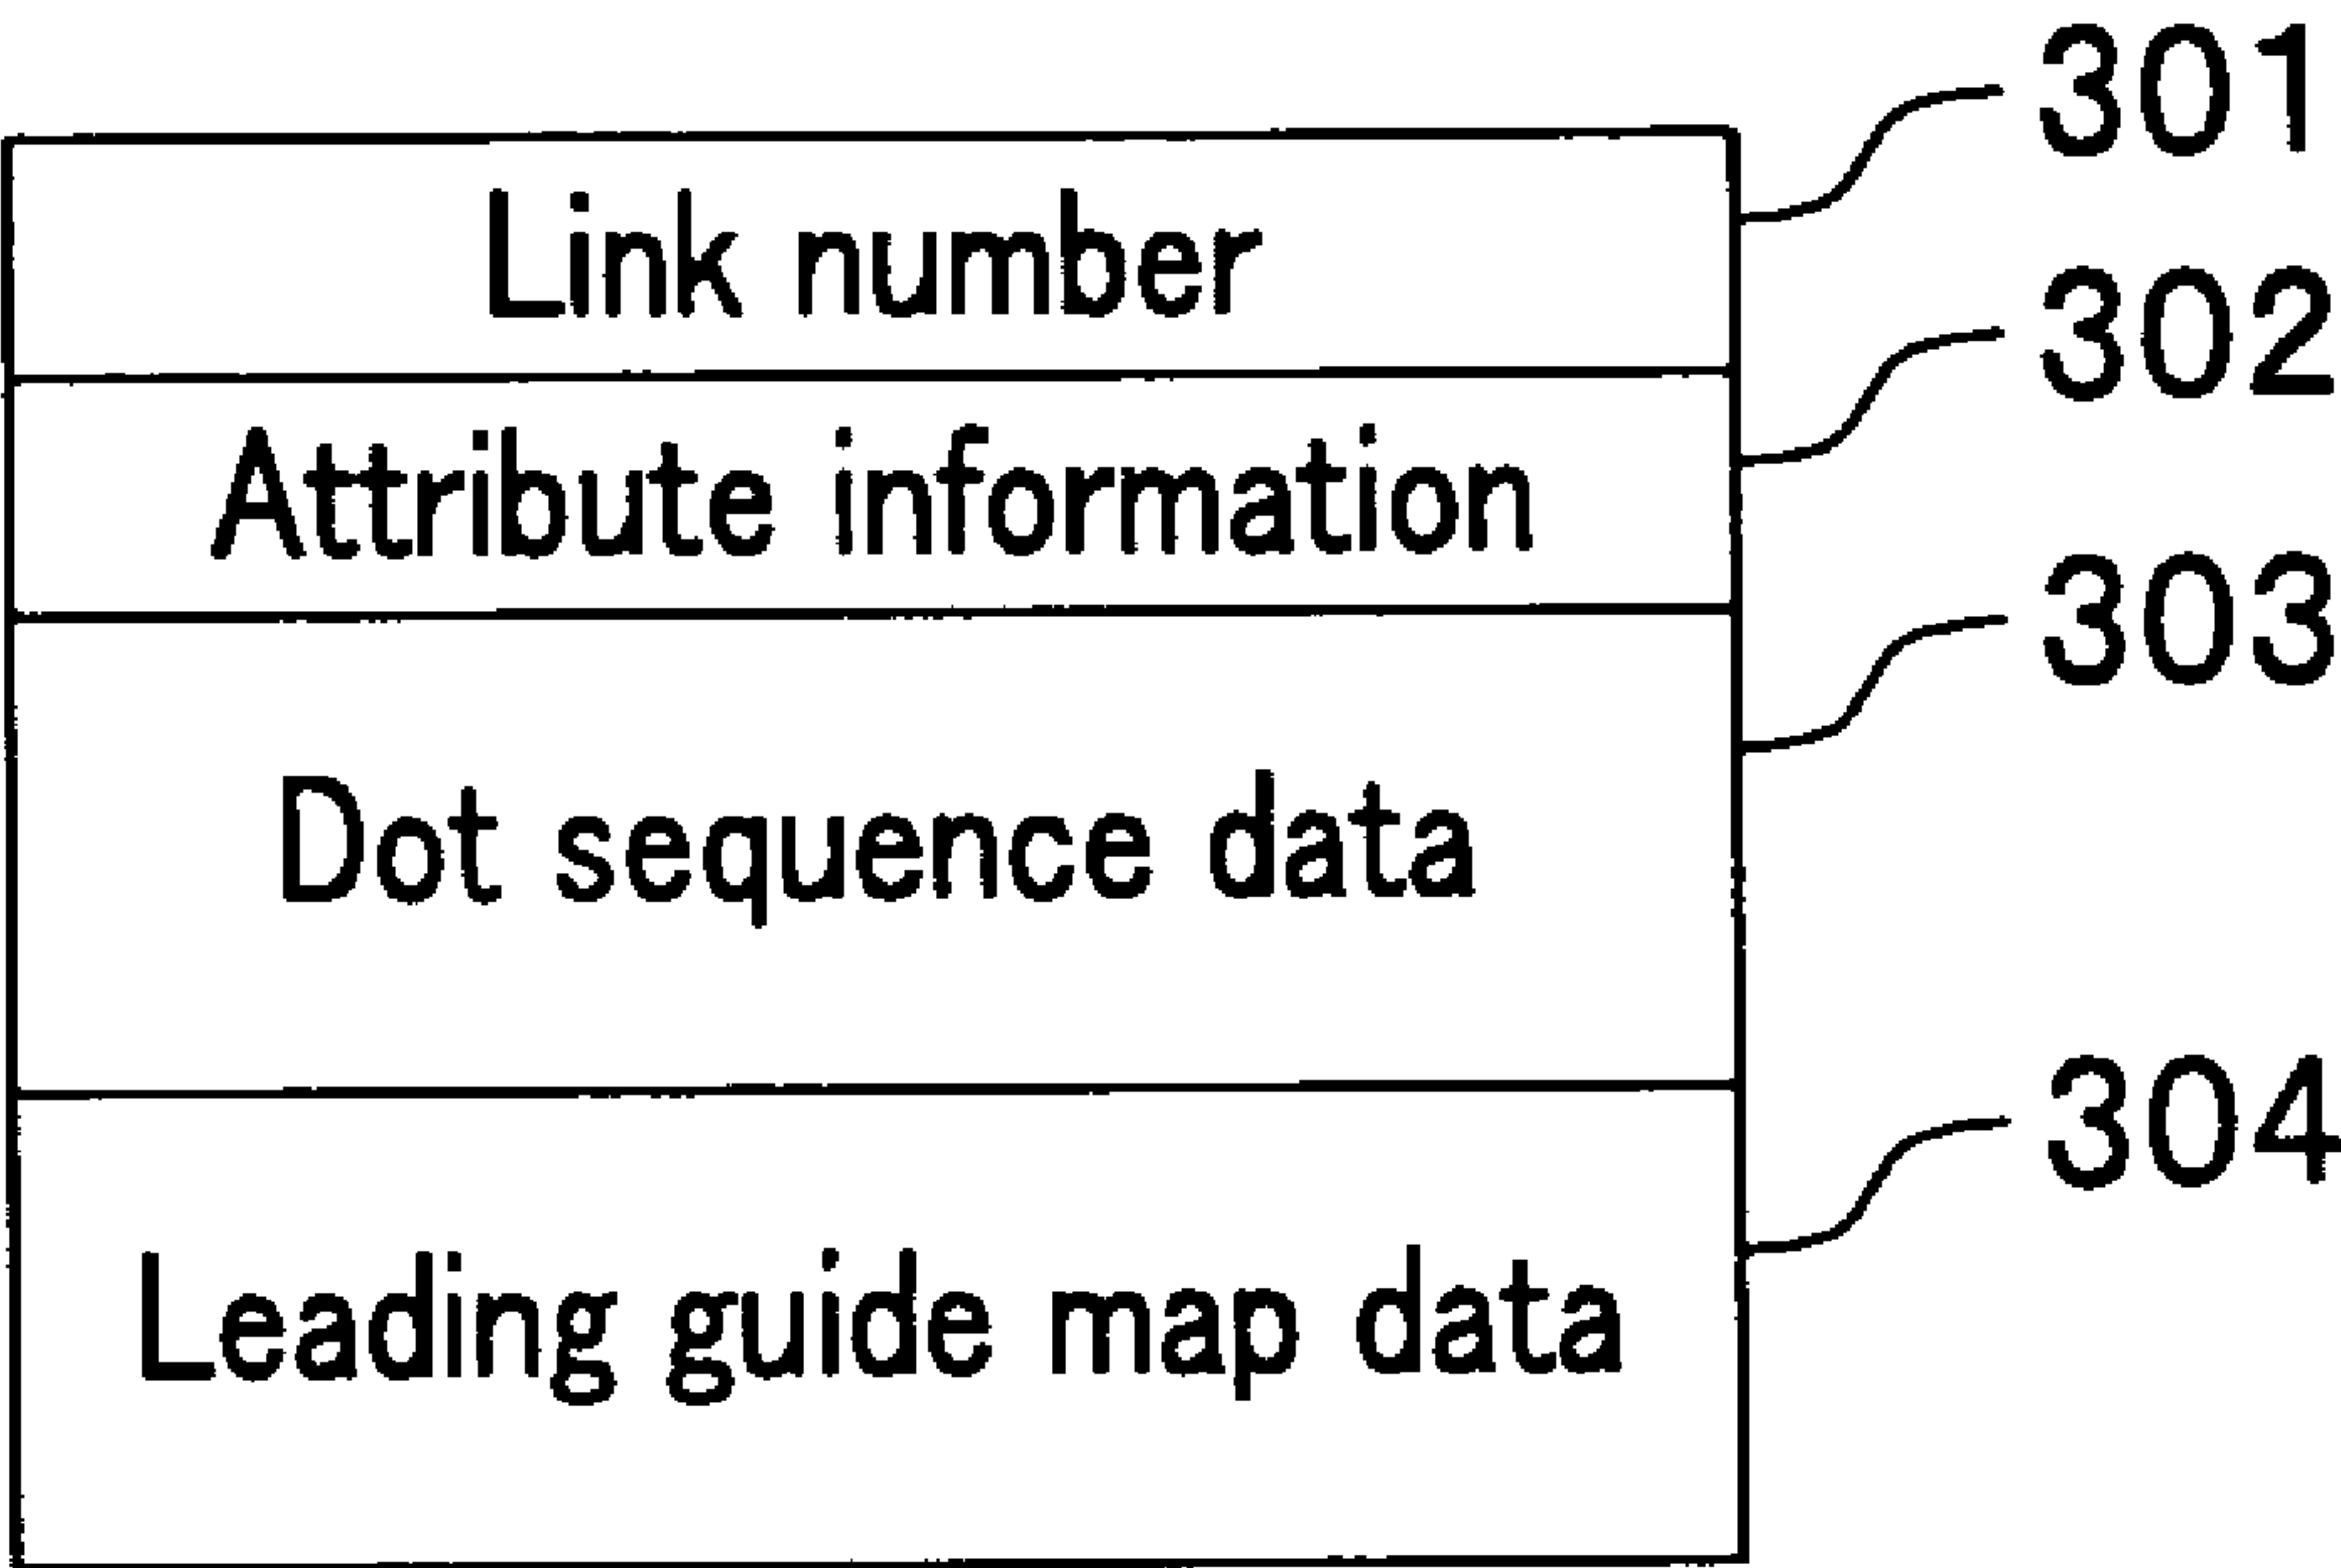 301
Link number
302
Attribute information
303
Dot sequence data
304
Leading guide map data